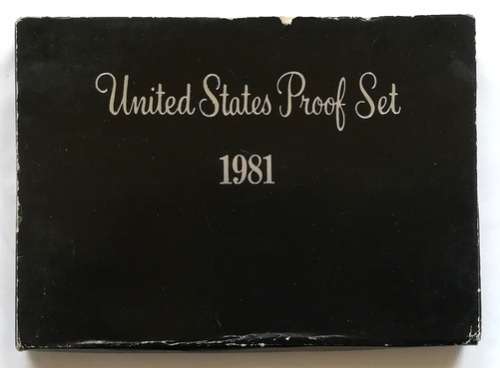 United States Proof Set
1981